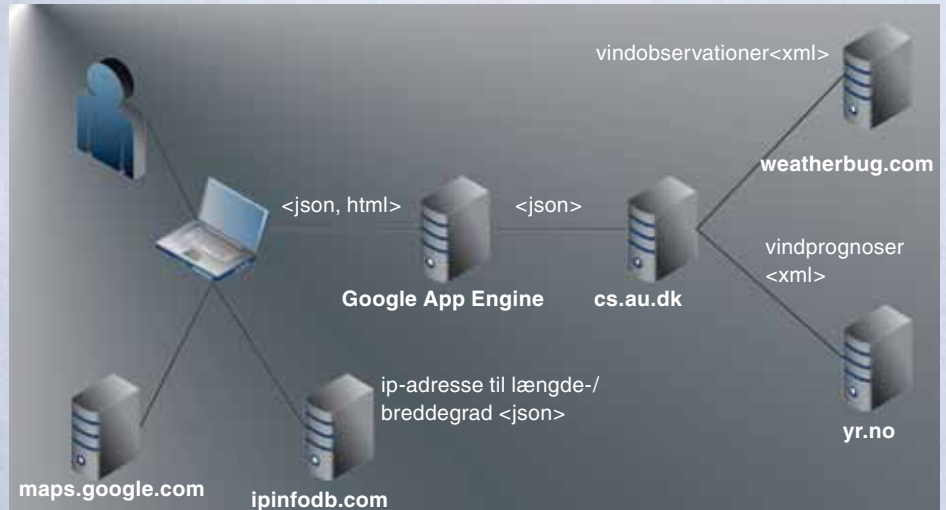 vindobservationer<xml>
weatherbug.com
<json, html>
<json>
vindprognoser
<xml>
Google App Engine
cs.au.dk
ip-adresse til længde-/
breddegrad <json>
yr.no
maps.google.com
ipinfodb.com